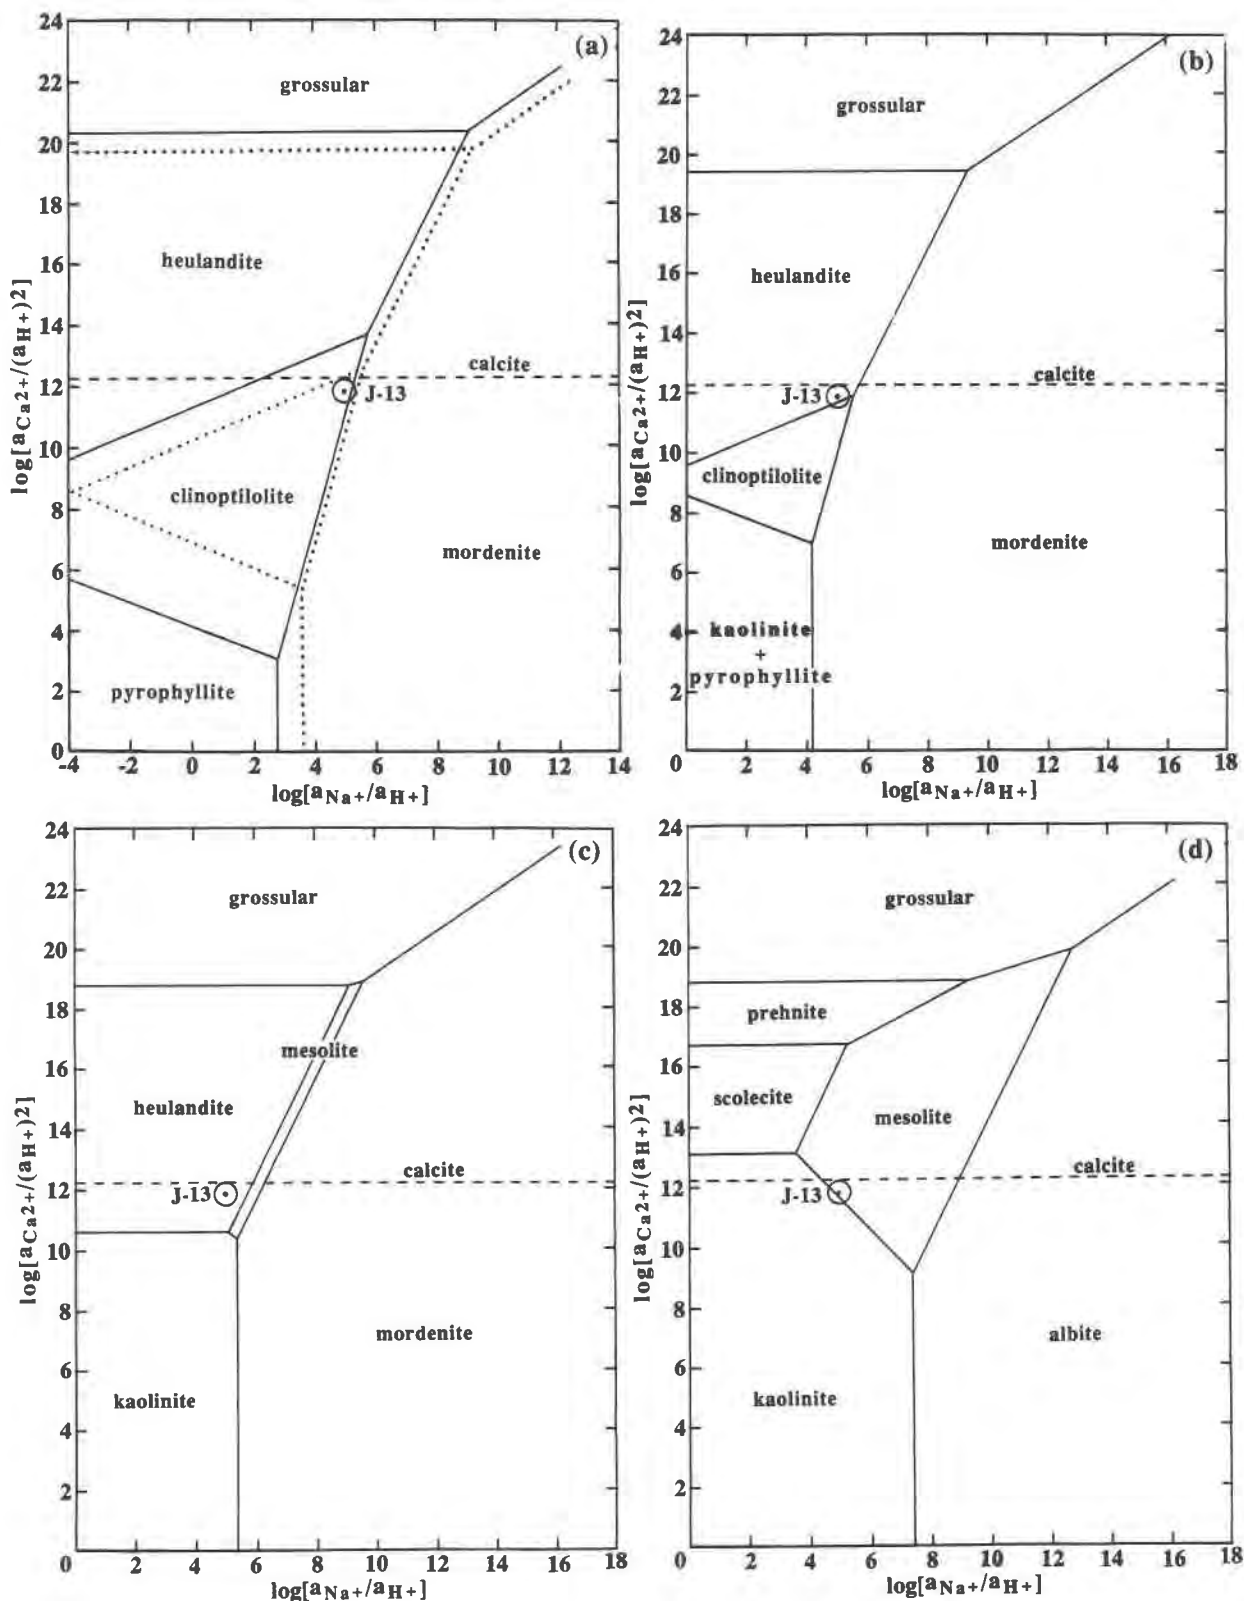 (a)
24
22
20
18
16
14
12
10
8
6
4
2
0
grossular
heulandite
calcite
J-13
clinoptilolite
mordenite
pyrophyllite
-4 -2 0 2 4 6 8 10 12 14
log[aCa2+/(aH+)2]
log[aNa+/aH+]
(b)
24
22
20
18
16
14
12
10
8
6
4
2
grossular
heulandite
calcite
J-13
clinoptilolite
mordenite
kaolinite
+
pyrophyllite
0 2 4 6 8 10 12 14 16 18
log[aCa2+/(aH+)2]
log[aNa+/aH+]
(c)
24
22
20
18
16
14
12
10
8
6
4
2
grossular
mesolite
heulandite
calcite
J-13
mordenite
kaolinite
0 2 4 6 8 10 12 14 16 18
log[aCa2+/(aH+)2]
log[aNa+/aH+]
(d)
24
22
20
18
16
14
12
10
8
6
4
2
grossular
prehnite
scolecite
mesolite
calcite
J-13
albite
kaolinite
0 2 4 6 8 10 12 14 16 18
log[aCa2+/(aH+)2]
log[aNa+/aH+]